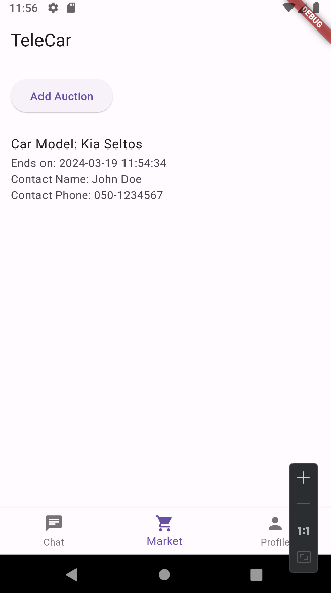 11:56
DEBUG
TeleCar
Add Auction
Car Model: Kia Seltos
Ends on: 2024-03-19 11:54:34
Contact Name: John Doe
Contact Phone: 050-1234567
Chat
Market
Profile
1:1